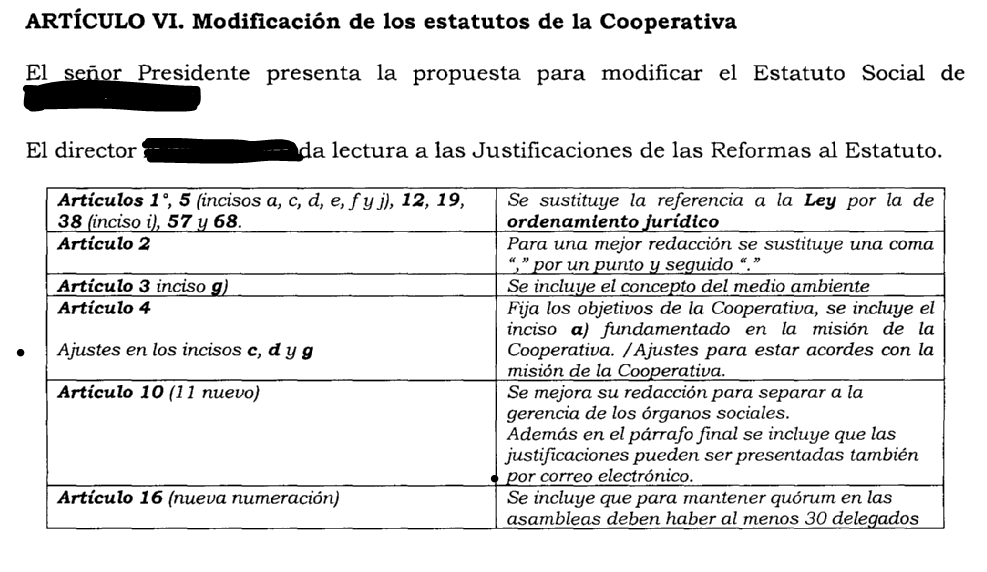 ARTÍCULO VI. Modificación de los estatutos de la Cooperativa
El señor Presidente presenta la propuesta para modificar el Estatuto Social de
El director da lectura a las Justificaciones de las Reformas al Estatuto.
Artículos 1°, 5 (incisos a, c, d, e, f y j), 12, 19,
38 (inciso i), 57 y 68.
Se sustituye la referencia a la Ley por la de
ordenamiento jurídico
Artículo 2
Para una mejor redacción se sustituye una coma
“,” por un punto y seguido “.”
Artículo 3 inciso g)
Se incluye el concepto del medio ambiente
Artículo 4
Ajustes en los incisos c, d y g
Fija los objetivos de la Cooperativa, se incluye el
inciso a) fundamentado en la misión de la
Cooperativa. /Ajustes para estar acordes con la
misión de la Cooperativa.
Artículo 10 (11 nuevo)
Se mejora su redacción para separar a la
gerencia de los órganos sociales.
Además en el párrafo final se incluye que las
justificaciones pueden ser presentadas también
por correo electrónico.
Artículo 16 (nueva numeración)
Se incluye que para mantener quórum en las
asambleas deben haber al menos 30 delegados